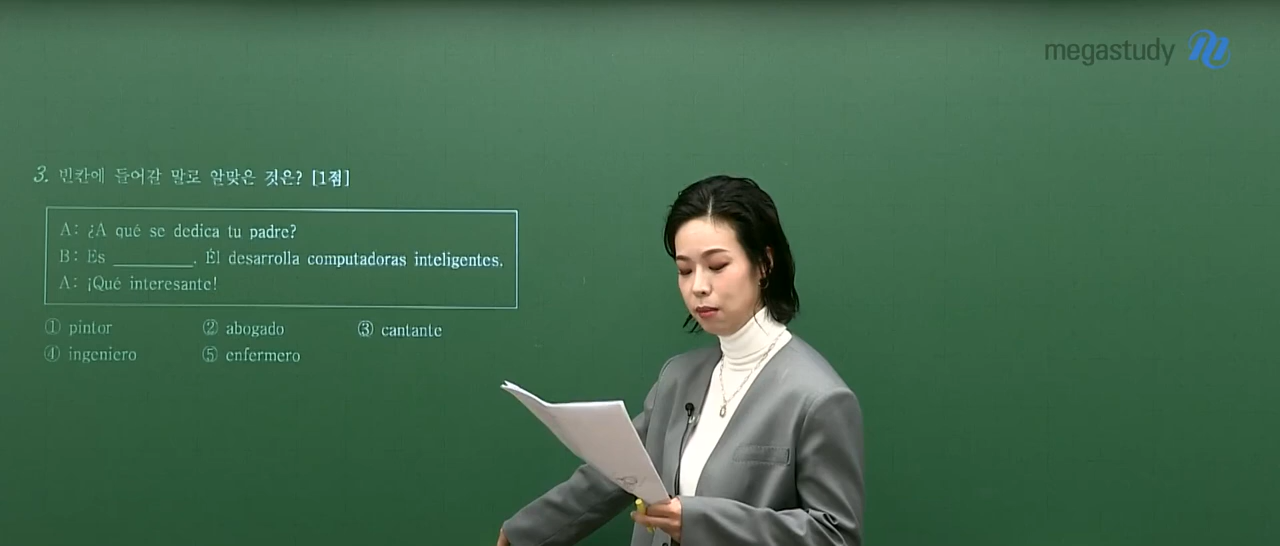 megastudy
3. 빈칸에 들어갈 말로 알맞은 것은? [1점]
A: ¿A qué se dedica tu padre?
B: Es ________. Él desarrolla computadoras inteligentes.
A: ¡Qué interesante!
① pintor ② abogado ③ cantante
④ ingeniero ⑤ enfermero